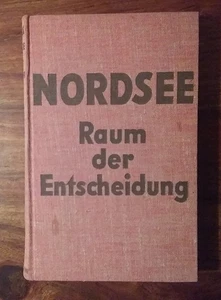 NORDSEE
Raum
der
Entscheidung